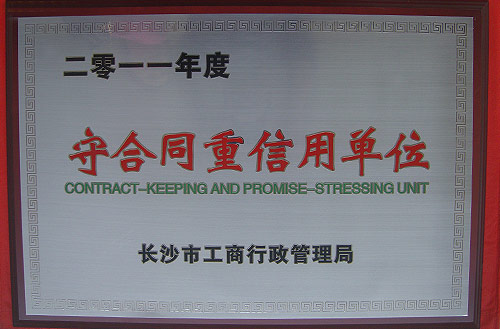 二零一一年度
守合同重信用单位
CONTRACT-KEEPING AND PROMISE-STRESSING UNIT
长沙市工商行政管理局